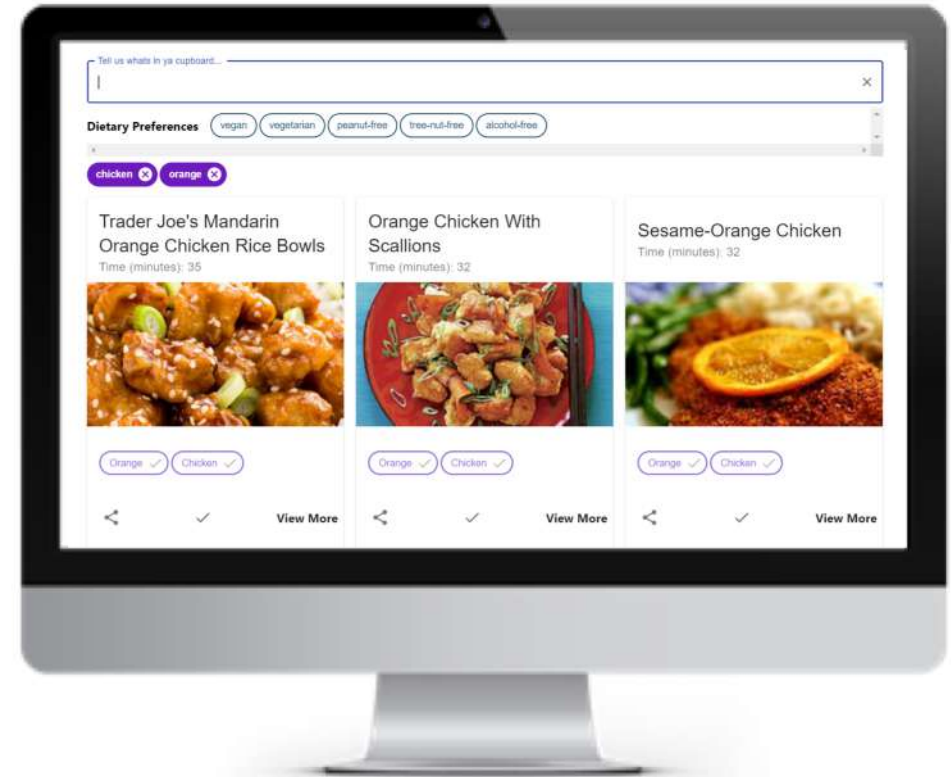 Tell us whats in ya cupboard...
Dietary Preferences vegan vegetarian peanut-free tree-nut-free alcohol-free
chicken orange
Trader Joe's Mandarin
Orange Chicken Rice Bowls
Time (minutes): 35
Orange Chicken With
Scallions
Time (minutes): 32
Sesame-Orange Chicken
Time (minutes): 32
Orange Chicken
Orange Chicken
Orange Chicken
View More
View More
View More